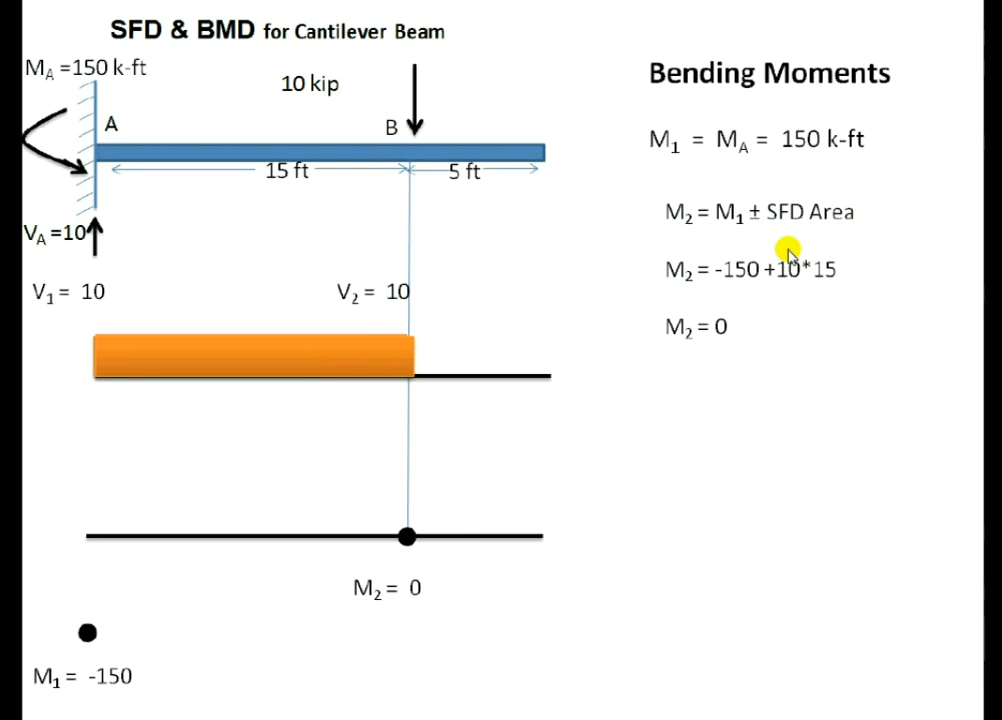 SFD & BMD for Cantilever Beam
M_A =150 k-ft
10 kip
A
B
15 ft
5 ft
V_A =10
V_1 = 10
V_2 = 10
M_2 = 0
M_1 = -150
Bending Moments
M_1 = M_A = 150 k-ft
M_2 = M_1 ± SFD Area
M_2 = -150 +10*15
M_2 = 0